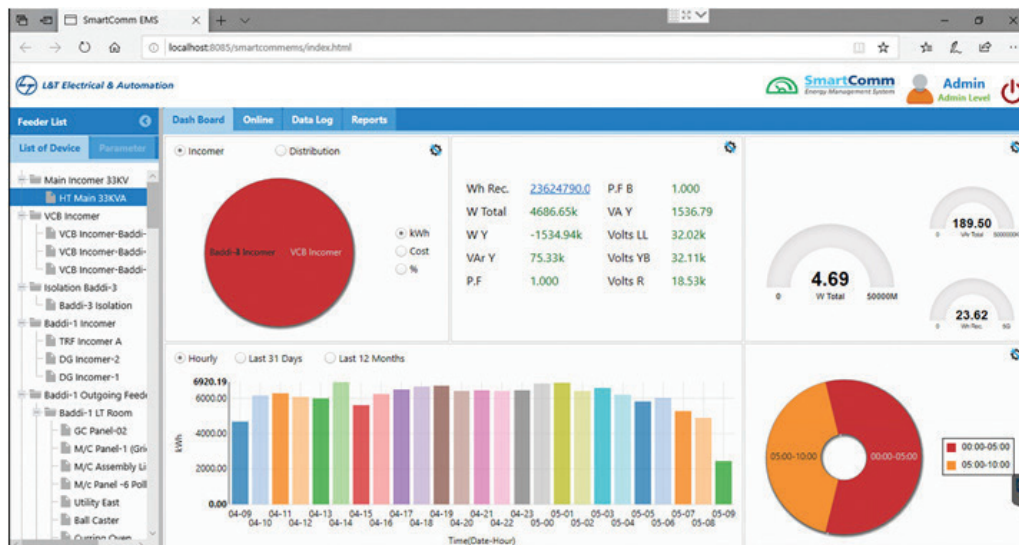 SmartComm EMS
localhost:8085/smartcommems/index.html
L&T Electrical & Automation
SmartComm
Energy Management System
Admin
Admin Level
Feeder List
Dash Board Online Data Log Reports
List of Device Parameter
Main Incomer 33KV
HT Main 33KVA
VCB Incomer
VCB Incomer-Baddi-
VCB Incomer-Baddi-
VCB Incomer-Baddi-
Isolation Baddi-3
Baddi-3 Isolation
Baddi-1 Incomer
TRF Incomer A
DG Incomer-2
DG Incomer-1
Baddi-1 Outgoing Feede
Baddi-1 LT Room
GC Panel-02
M/C Panel-1 (Gri
M/C Assembly Li
M/c Panel -6 Poll
Utility East
Ball Caster
Curring Oven
Incomer Distribution
Baddi-3 Incomer VCB Incomer
kWh
Cost
%
Wh Rec. 23624790.0 P.F B 1.000
W Total 4686.65k VA Y 1536.79
W Y -1534.94k Volts LL 32.02k
VAr Y 75.33k Volts YB 32.11k
P.F 1.000 Volts R 18.53k
4.69
0 W Total 50000M
189.50
0 VAr Total 5000000M
23.62
0 Wh Rec. 6G
Hourly Last 31 Days Last 12 Months
6920.19
6000.00
4000.00
2000.00
0.00
kWh
04-09 04-11 04-13 04-15 04-17 04-19 04-21 04-23 05-01 05-03 05-05 05-07 05-09
04-10 04-12 04-14 04-16 04-18 04-20 04-22 05-00 05-02 05-04 05-06 05-08
Time(Date-Hour)
05:00-10:00 00:00-05:00
00:00-05:00
05:00-10:00